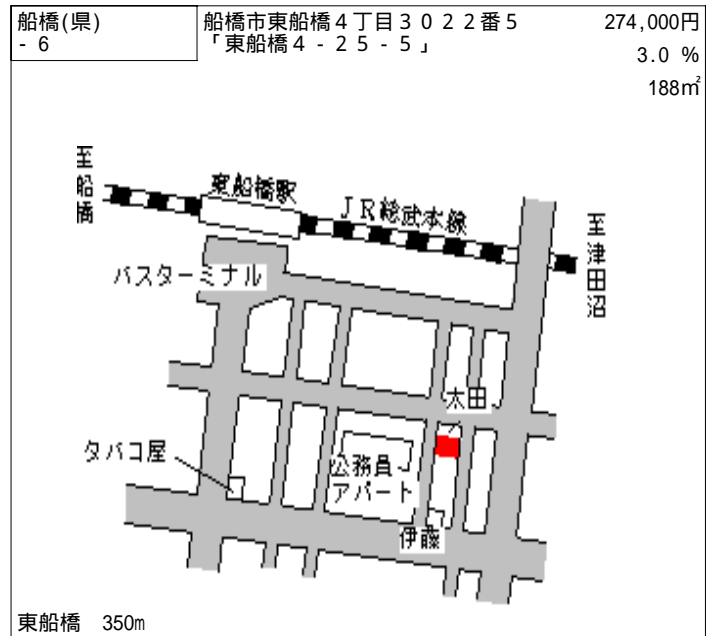 船橋(県)
- 6
船橋市東船橋4丁目3022番5
「東船橋4-25-5」
274,000円
3.0 %
188㎡
至船橋
東船橋駅
JR総武本線
至津田沼
バスターミナル
太田
タバコ屋
公務員
アパート
伊藤
東船橋 350m